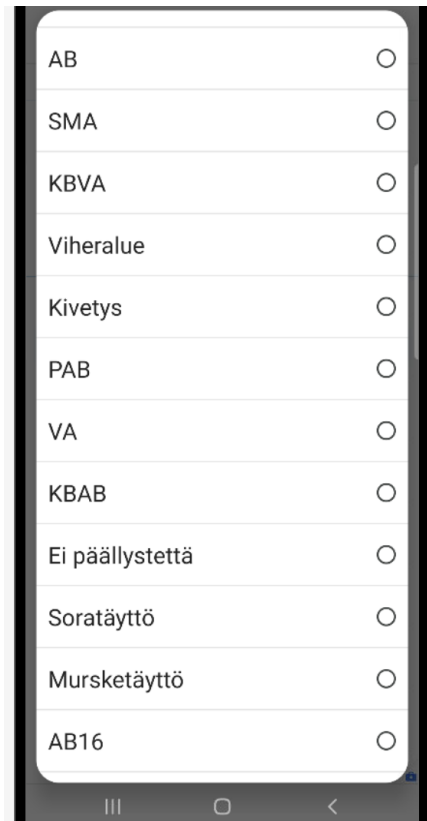 AB
SMA
KBVA
Viheralue
Kivetys
PAB
VA
KBAB
Ei päällystettä
Soratäyttö
Mursketäyttö
AB16